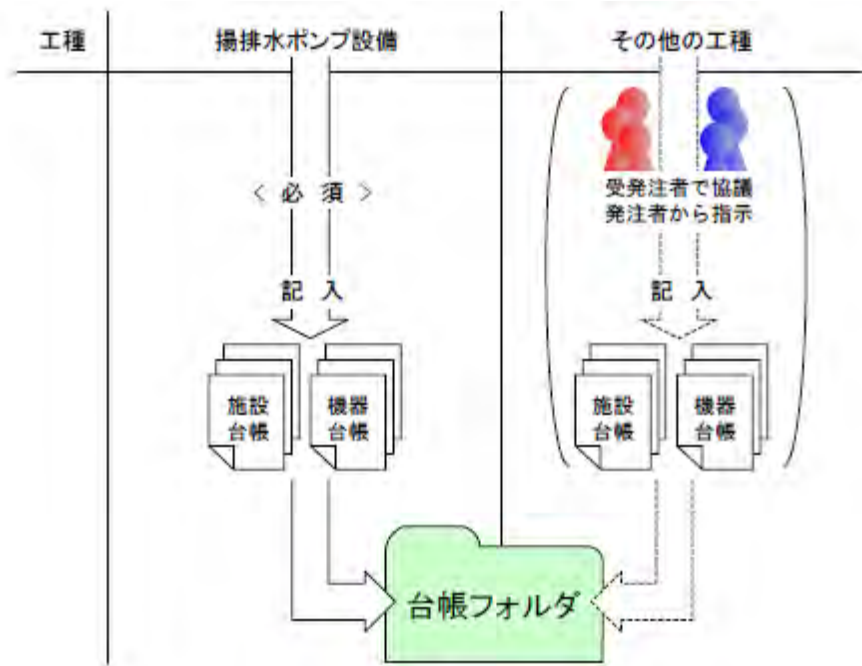 工種
揚排水ポンプ設備
その他の工種
<必須>
受発注者で協議
発注者から指示
記入
記入
施設
台帳
機器
台帳
施設
台帳
機器
台帳
台帳フォルダ